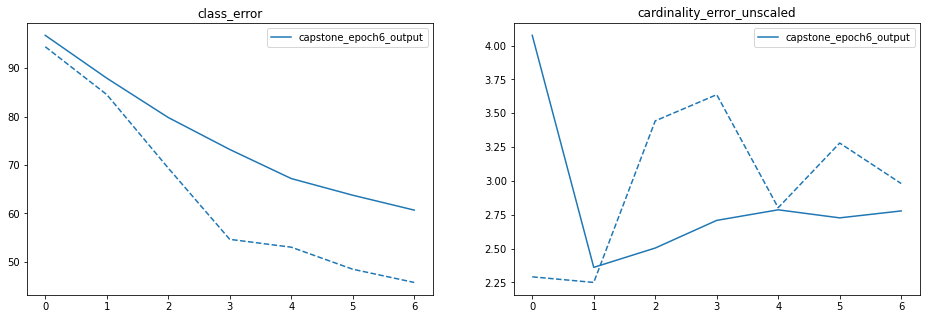 class_error
capstone_epoch6_output
90
80
70
60
50
0 1 2 3 4 5 6
cardinality_error_unscaled
capstone_epoch6_output
4.00
3.75
3.50
3.25
3.00
2.75
2.50
2.25
0 1 2 3 4 5 6